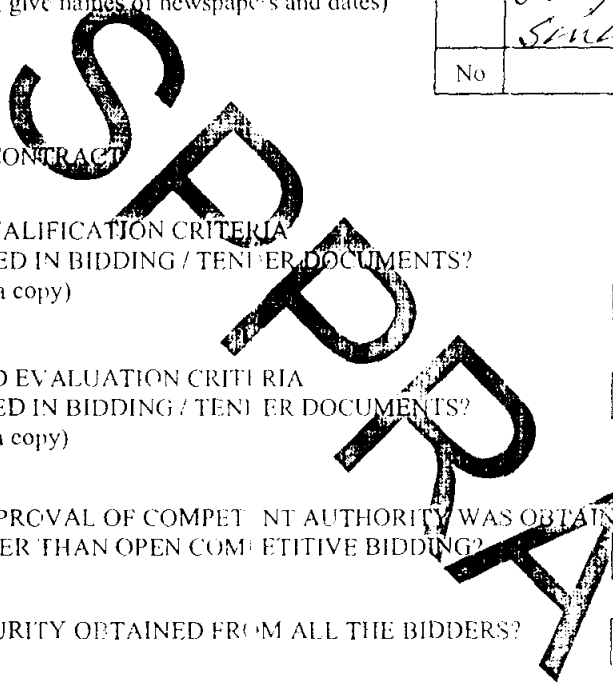 give names of newspapers and dates)
No
CONTRACT
ALIFICATION CRITERIA
ED IN BIDDING / TENDER DOCUMENTS?
a copy)
D EVALUATION CRITERIA
ED IN BIDDING / TENDER DOCUMENTS?
a copy)
PROVAL OF COMPETENT AUTHORITY WAS OBTAIN
ER THAN OPEN COMPETITIVE BIDDING?
URITY OBTAINED FROM ALL THE BIDDERS?
SPPRA